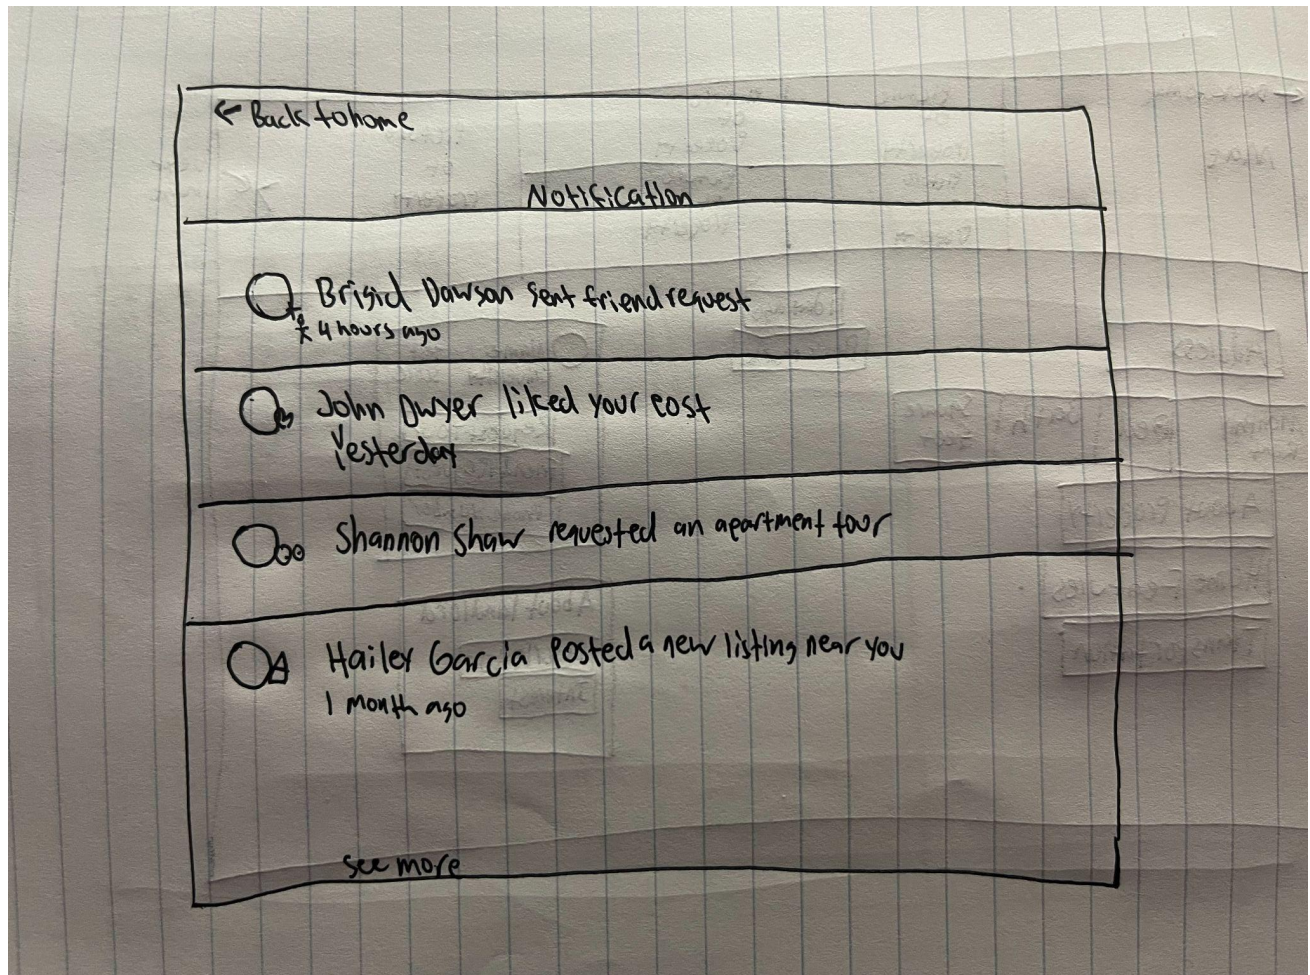 ← Back to home
Notification
Brigid Dawson sent friend request
4 hours ago
John Dwyer liked your post
Yesterday
Shannon Shaw requested an apartment tour
Hailey Garcia Posted a new listing near you
1 month ago
see more